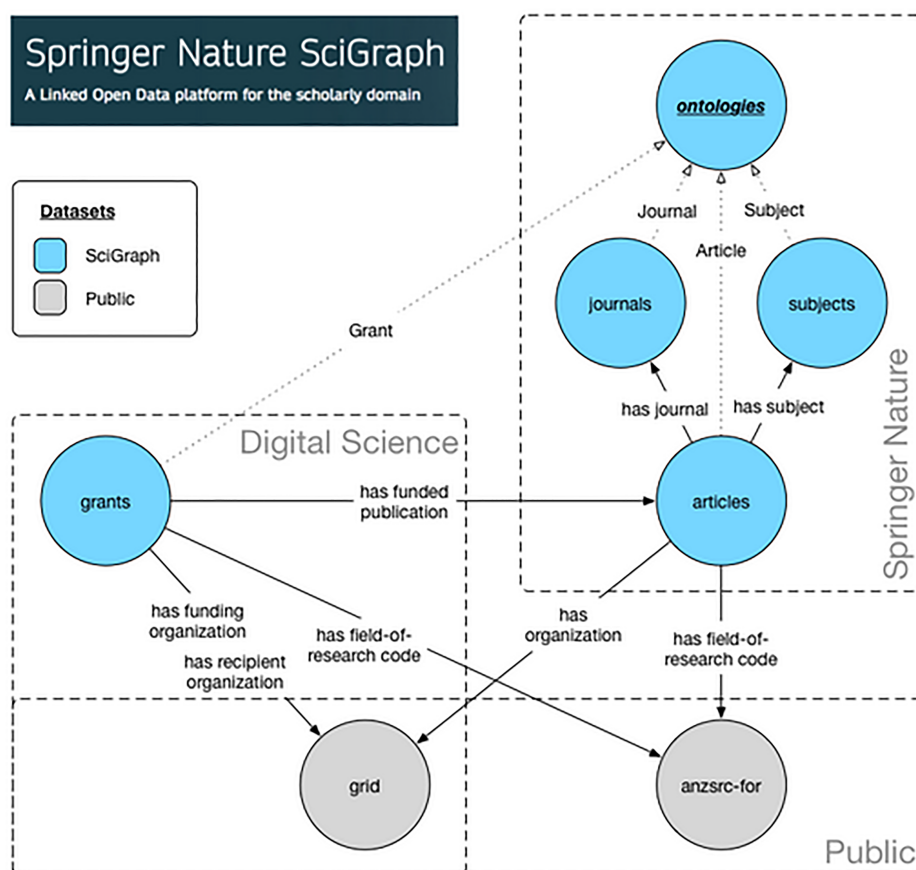 Springer Nature SciGraph
A Linked Open Data platform for the scholarly domain
Datasets
SciGraph
Public
ontologies
Journal
Subject
Article
journals
subjects
Grant
has journal
has subject
Springer Nature
Digital Science
grants
has funded
publication
articles
has funding
organization
has recipient
organization
has field-of-
research code
has
organization
has field-of-
research code
grid
anzsrc-for
Public